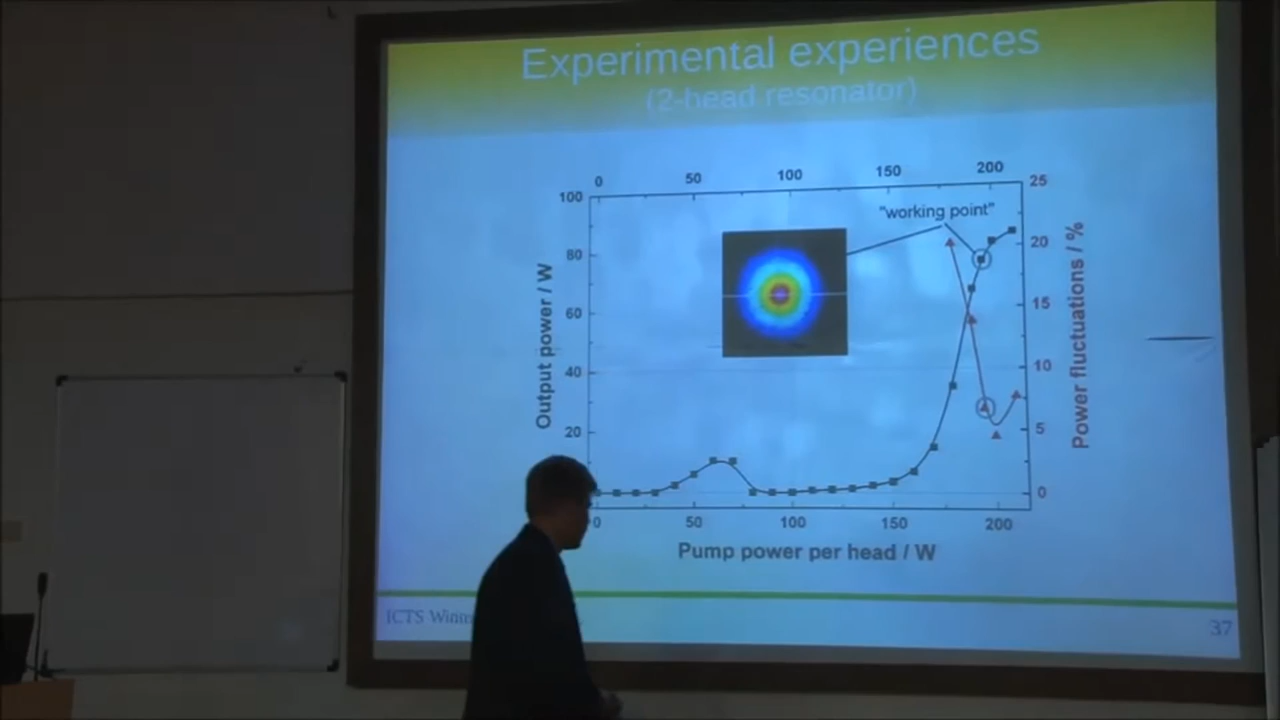 Experimental experiences
(2-head resonator)
0 50 100 150 200
100 80 60 40 20
25 20 15 10 5 0
"working point"
Output power / W
Power fluctuations / %
0 50 100 150 200
Pump power per head / W
ICTS
37